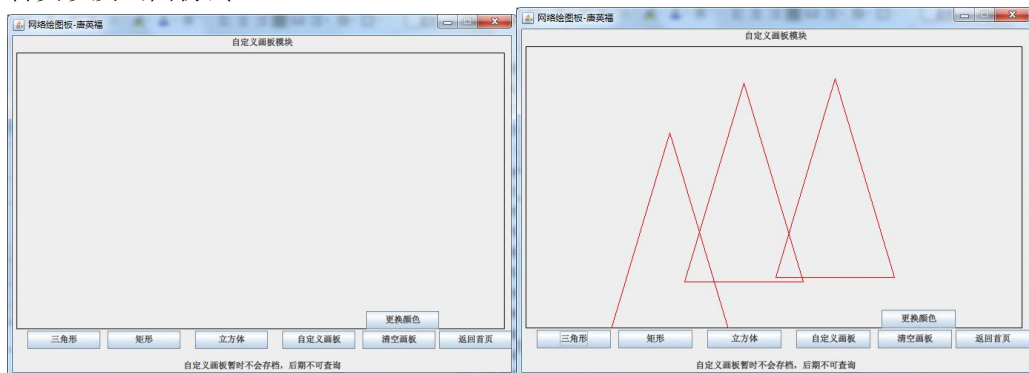 网络绘图板-唐英福
自定义画板模块
更换颜色
三角形 矩形 立方体 自定义画板 清空画板 返回首页
自定义画板暂时不会存档，后期不可查询
网络绘图板-唐英福
自定义画板模块
更换颜色
三角形 矩形 立方体 自定义画板 清空画板 返回首页
自定义画板暂时不会存档，后期不可查询